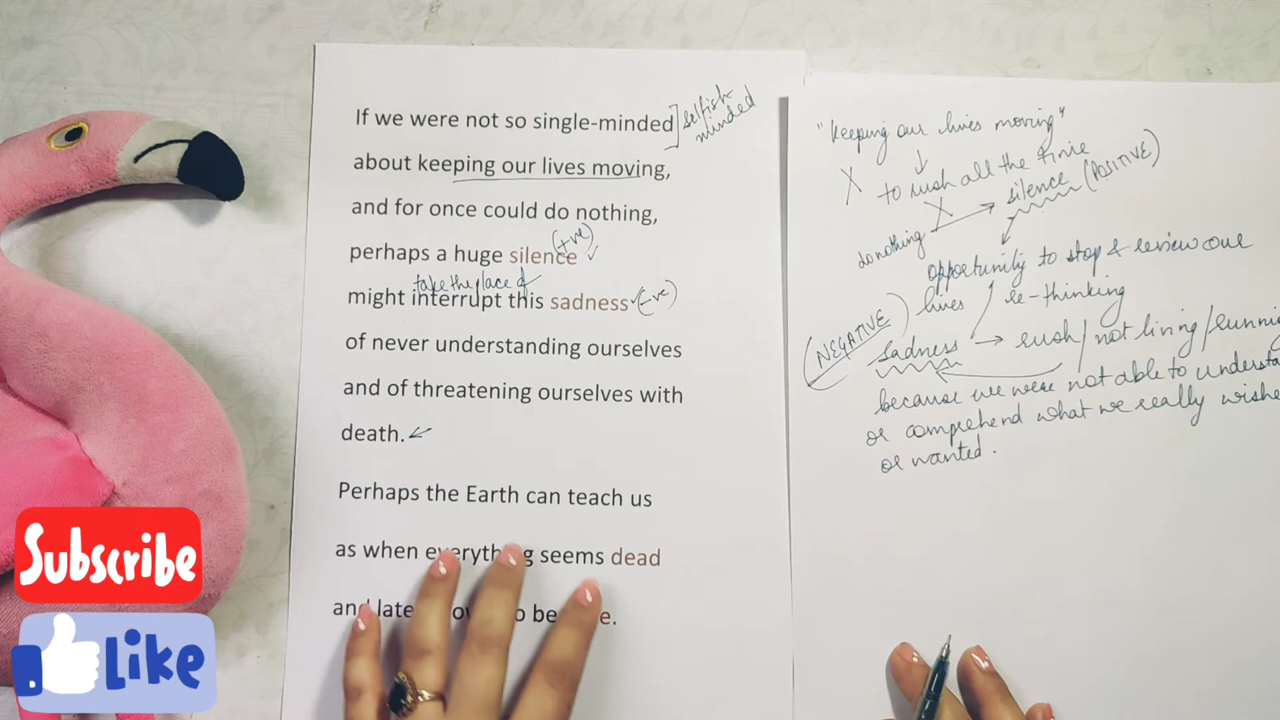 If we were not so single-minded] selfish-
minded
about keeping our lives moving,
and for once could do nothing,
(+ve)
perhaps a huge silence
take the place of
might interrupt this sadness (-ve)
of never understanding ourselves
and of threatening ourselves with
death.
Perhaps the Earth can teach us
as when everything seems dead
and be
"keeping our lives moving"
to rush all the time
do nothing → silence (POSITIVE)
opportunity to stop & review our
lives / re-thinking
(NEGATIVE)
sadness → rush/not living/
because we were not able to
or comprehend what we really
or wanted.
Subscribe
Like